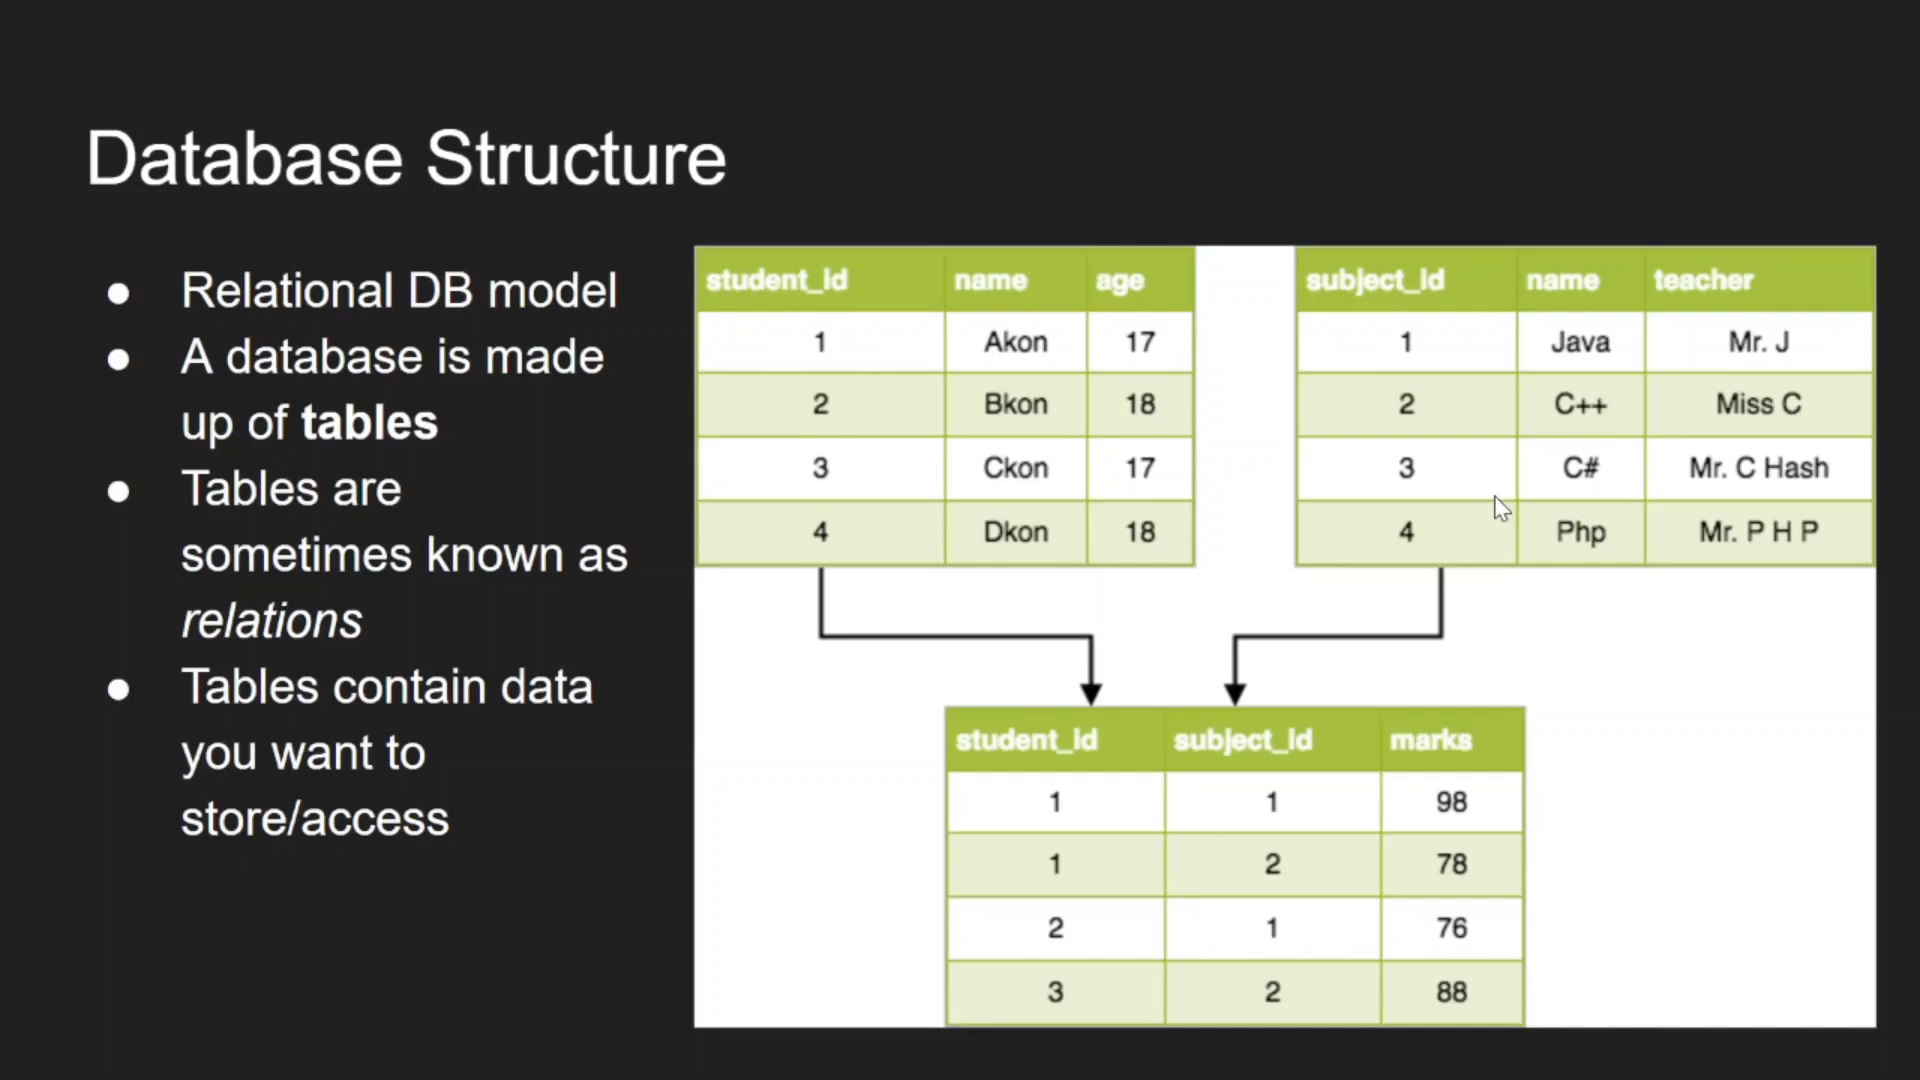 Database Structure
● Relational DB model
● A database is made
up of tables
● Tables are
sometimes known as
relations
● Tables contain data
you want to
store/access
student_id name age
1 Akon 17
2 Bkon 18
3 Ckon 17
4 Dkon 18
subject_id name teacher
1 Java Mr. J
2 C++ Miss C
3 C# Mr. C Hash
4 Php Mr. P H P
student_id subject_id marks
1 1 98
1 2 78
2 1 76
3 2 88